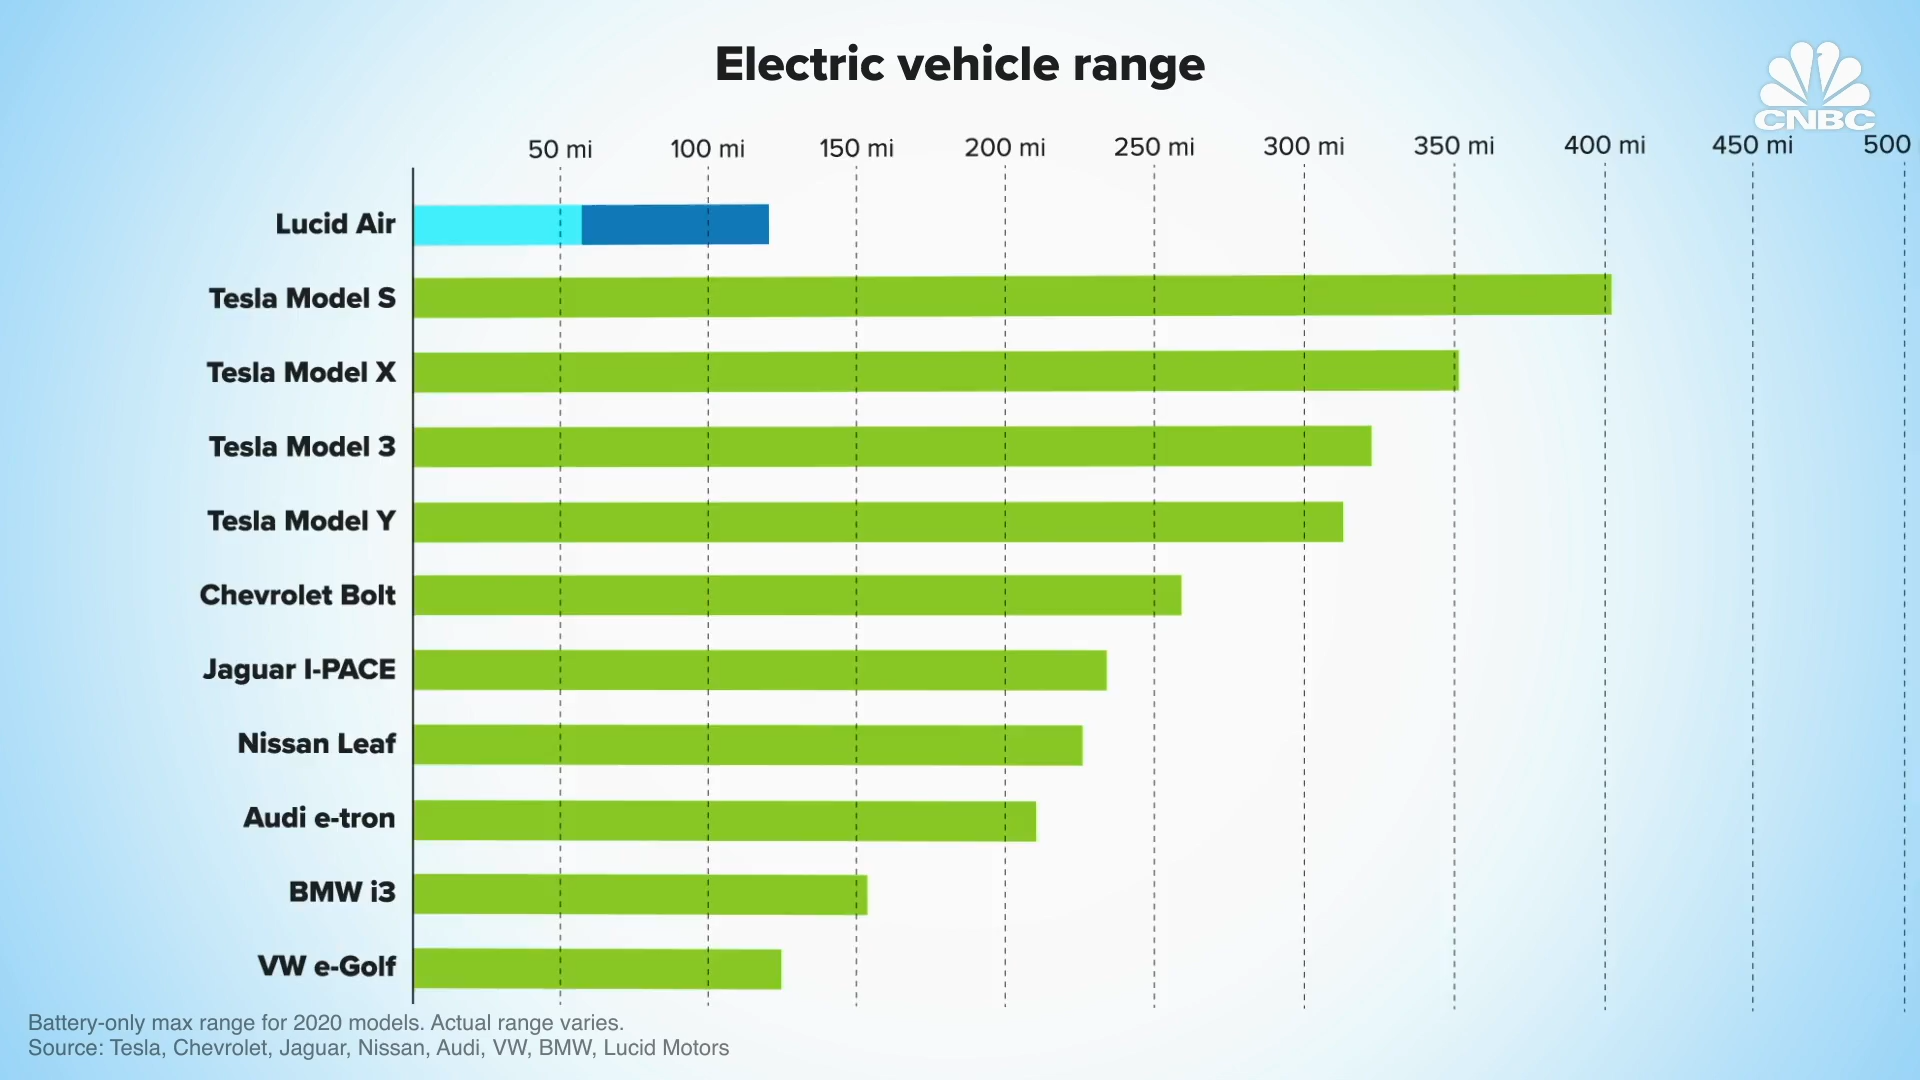 Electric vehicle range
CNBC
50 mi 100 mi 150 mi 200 mi 250 mi 300 mi 350 mi 400 mi 450 mi 500
Lucid Air
Tesla Model S
Tesla Model X
Tesla Model 3
Tesla Model Y
Chevrolet Bolt
Jaguar I-PACE
Nissan Leaf
Audi e-tron
BMW i3
VW e-Golf
Battery-only max range for 2020 models. Actual range varies.
Source: Tesla, Chevrolet, Jaguar, Nissan, Audi, VW, BMW, Lucid Motors